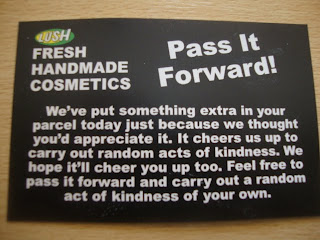 LUSH
FRESH
HANDMADE
COSMETICS
Pass It
Forward!
We've put something extra in your
parcel today just because we thought
you'd appreciate it. It cheers us up to
carry out random acts of kindness. We
hope it'll cheer you up too. Feel free to
pass it forward and carry out a random
act of kindness of your own.